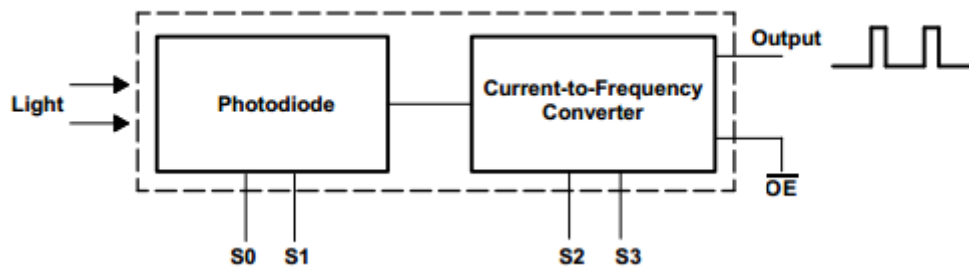 Output
Light
Photodiode
Current-to-Frequency
Converter
OE
S0 S1 S2 S3